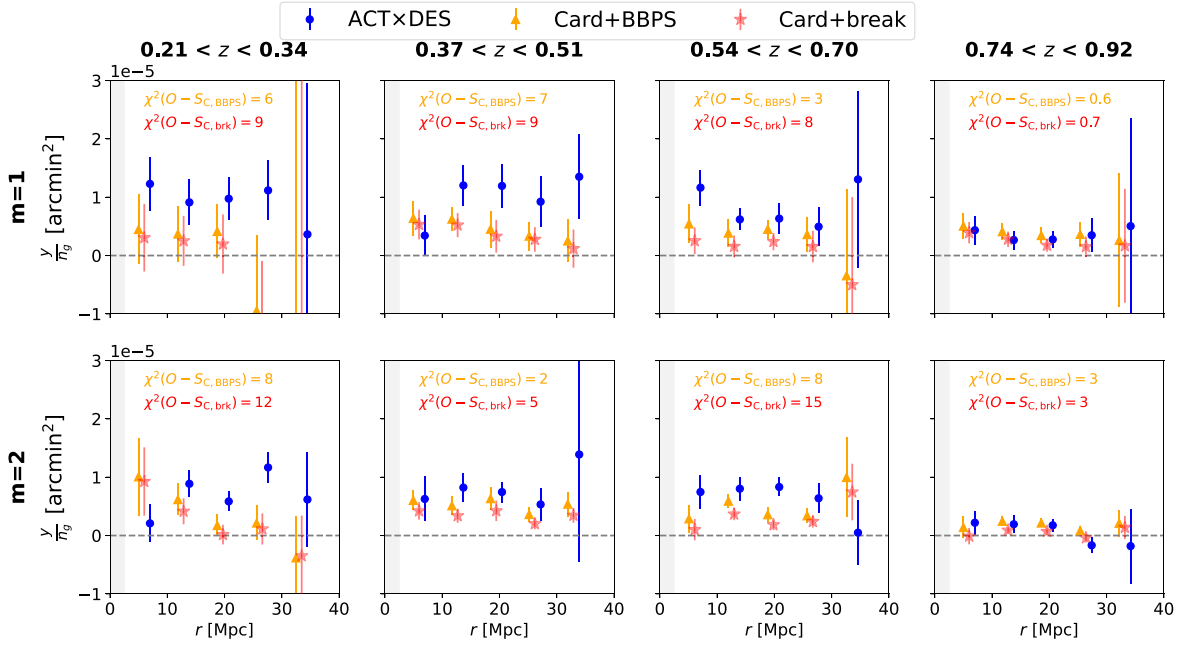 ACT×DES Card+BBPS Card+break
0.21 < z < 0.34 0.37 < z < 0.51 0.54 < z < 0.70 0.74 < z < 0.92
1e−5
m=1
y/n_g [arcmin²]
3
2
1
0
−1
χ²(O − S_C, BBPS) = 6
χ²(O − S_C, brk) = 9
χ²(O − S_C, BBPS) = 7
χ²(O − S_C, brk) = 9
χ²(O − S_C, BBPS) = 3
χ²(O − S_C, brk) = 8
χ²(O − S_C, BBPS) = 0.6
χ²(O − S_C, brk) = 0.7
1e−5
m=2
y/n_g [arcmin²]
3
2
1
0
−1
χ²(O − S_C, BBPS) = 8
χ²(O − S_C, brk) = 12
χ²(O − S_C, BBPS) = 2
χ²(O − S_C, brk) = 5
χ²(O − S_C, BBPS) = 8
χ²(O − S_C, brk) = 15
χ²(O − S_C, BBPS) = 3
χ²(O − S_C, brk) = 3
0 10 20 30 40 0 10 20 30 40 0 10 20 30 40 0 10 20 30 40
r [Mpc] r [Mpc] r [Mpc] r [Mpc]